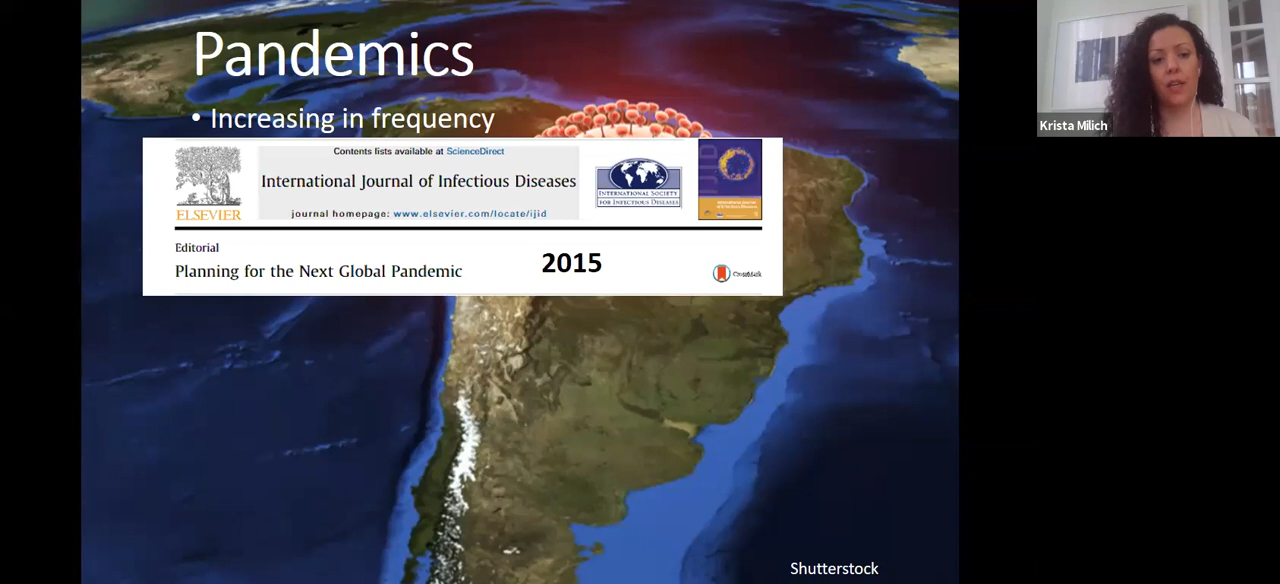 Pandemics
• Increasing in frequency
Krista Milich
Contents lists available at ScienceDirect
International Journal of Infectious Diseases
journal homepage: www.elsevier.com/locate/ijid
ELSEVIER
INTERNATIONAL SOCIETY
FOR INFECTIOUS DISEASES
IJID
Editorial
Planning for the Next Global Pandemic
2015
CrossMark
Shutterstock